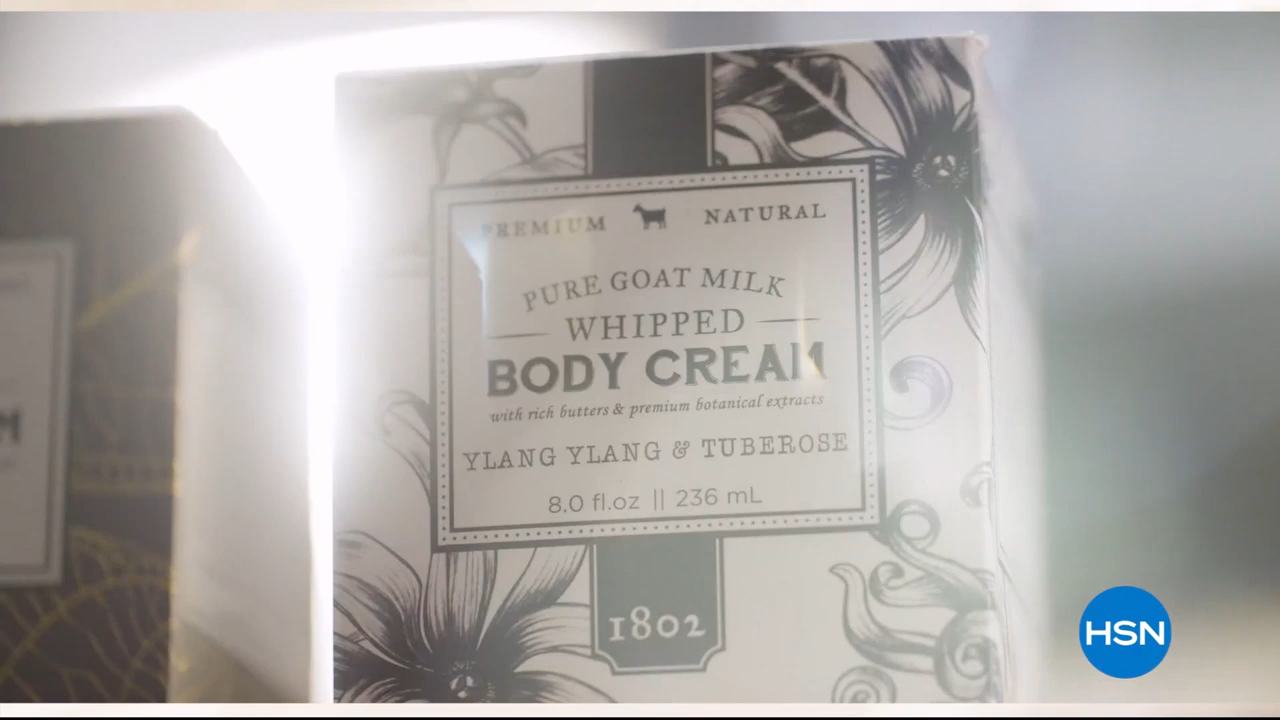 PREMIUM NATURAL
PURE GOAT MILK
WHIPPED
BODY CREAM
with rich butters & premium botanical extracts
YLANG YLANG & TUBEROSE
8.0 fl.oz || 236 mL
1802
HSN